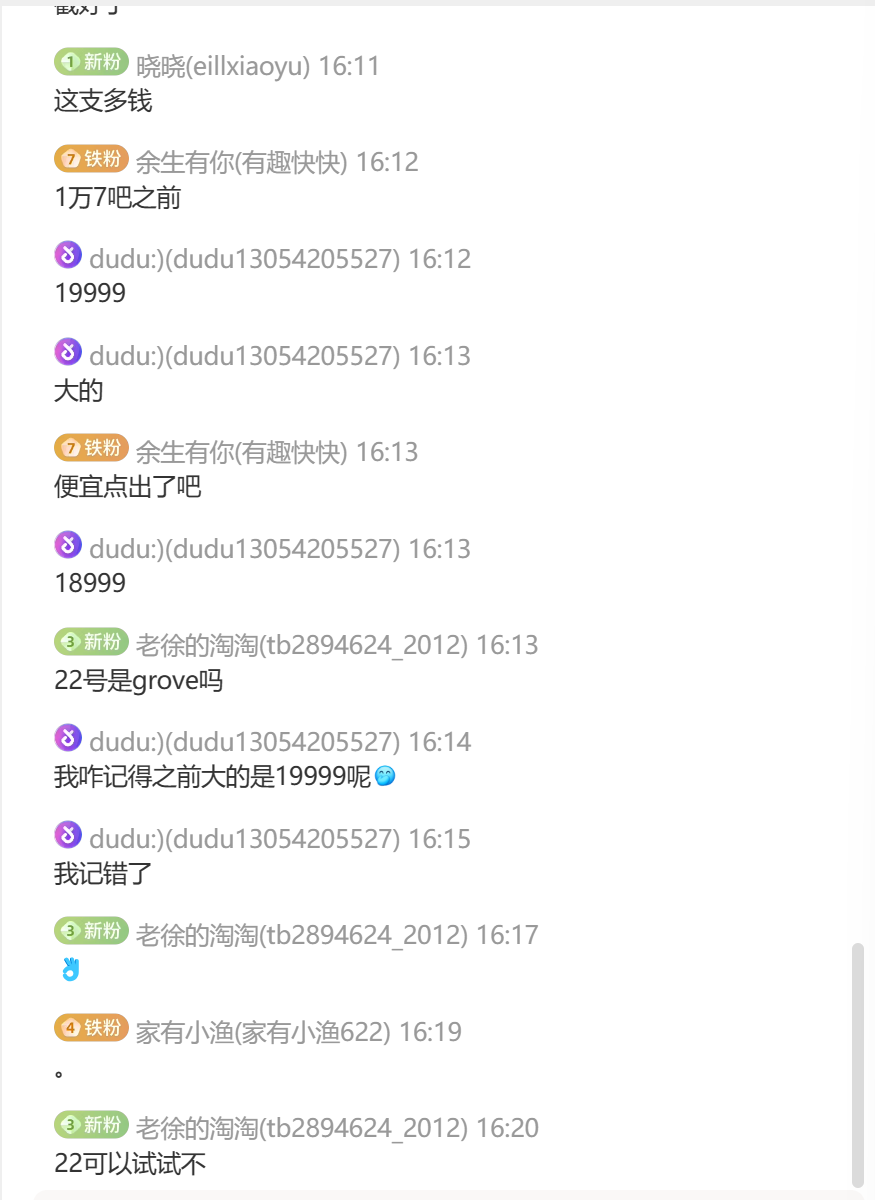 1 新粉 晓晓(eillxiaoyu) 16:11
这支多钱
7 铁粉 余生有你(有趣快快) 16:12
1万7吧之前
dudu:)(dudu13054205527) 16:12
19999
dudu:)(dudu13054205527) 16:13
大的
7 铁粉 余生有你(有趣快快) 16:13
便宜点出了吧
dudu:)(dudu13054205527) 16:13
18999
3 新粉 老徐的淘淘(tb2894624_2012) 16:13
22号是grove吗
dudu:)(dudu13054205527) 16:14
我咋记得之前大的是19999呢
dudu:)(dudu13054205527) 16:15
我记错了
3 新粉 老徐的淘淘(tb2894624_2012) 16:17
4 铁粉 家有小渔(家有小渔622) 16:19
。
3 新粉 老徐的淘淘(tb2894624_2012) 16:20
22可以试试不